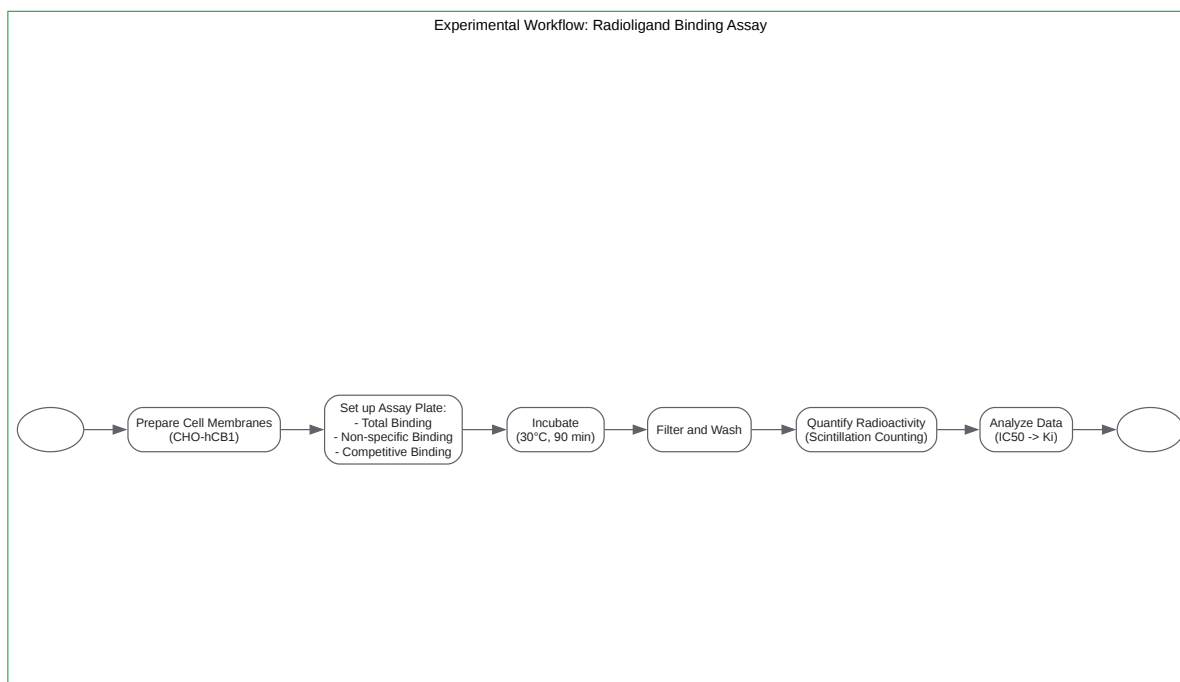 Experimental Workflow: Radioligand Binding Assay
Prepare Cell Membranes
(CHO-hCB1)
Set up Assay Plate:
- Total Binding
- Non-specific Binding
- Competitive Binding
Incubate
(30°C, 90 min)
Filter and Wash
Quantify Radioactivity
(Scintillation Counting)
Analyze Data
(IC50 -> Ki)